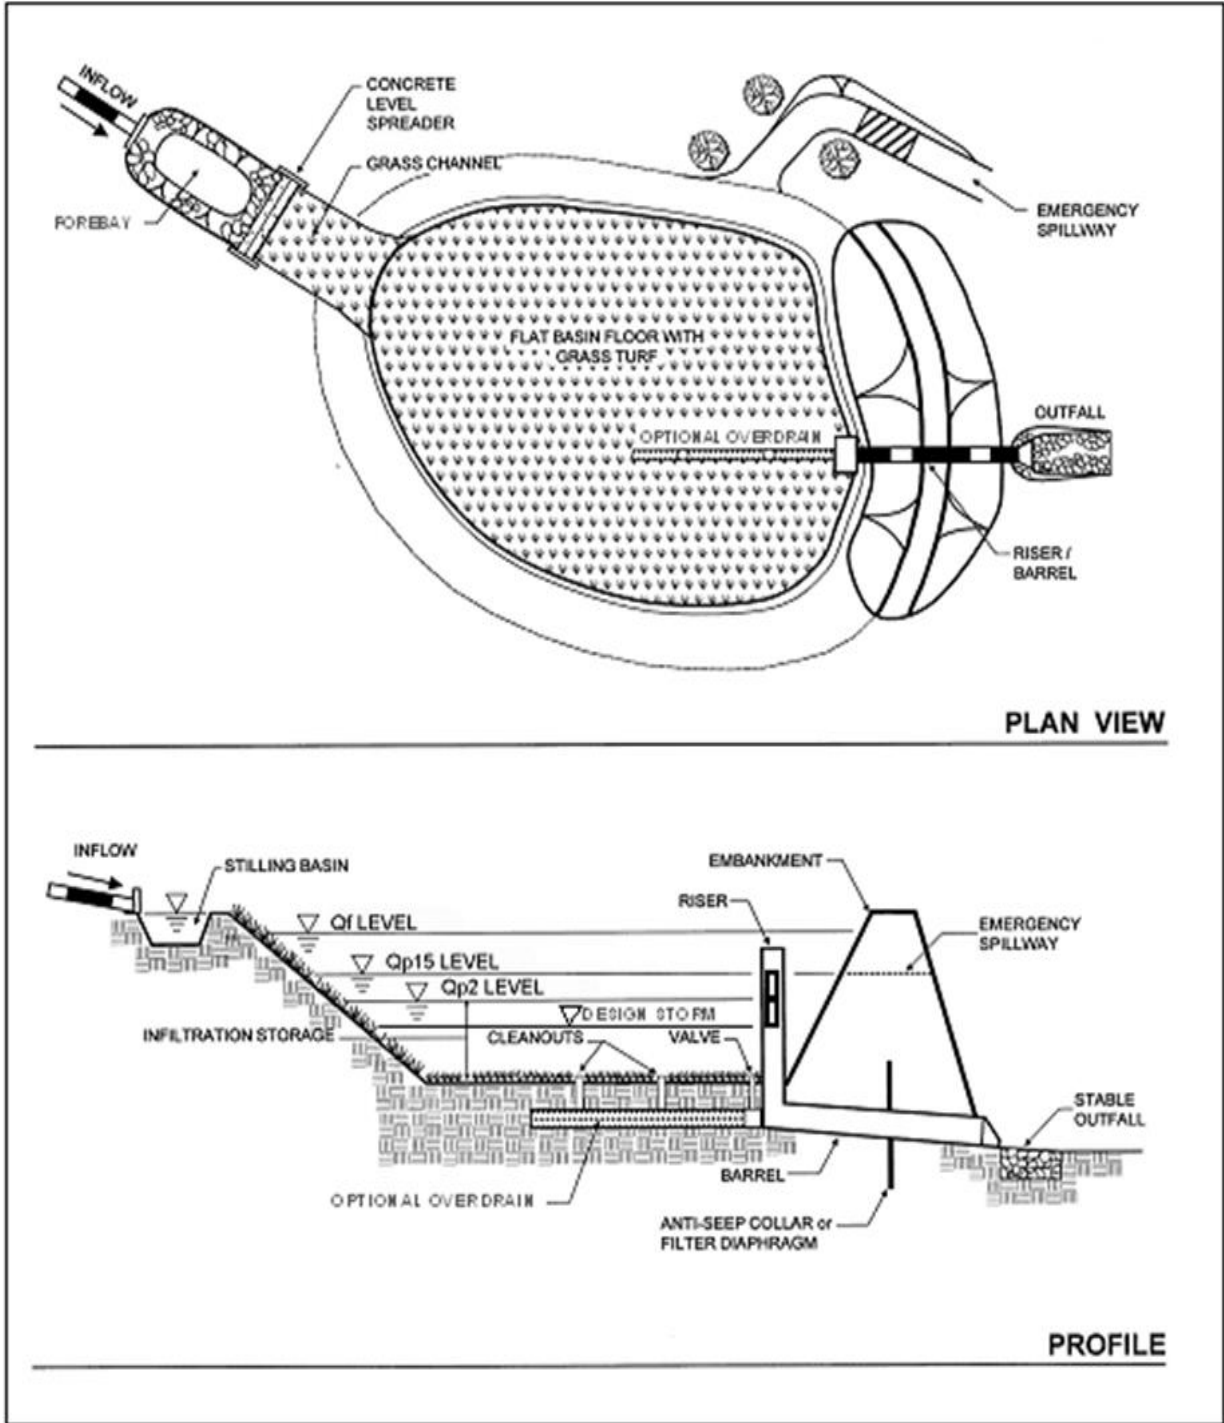 INFLOW
CONCRETE
LEVEL
SPREADER
GRASS CHANNEL
FOREBAY
EMERGENCY
SPILLWAY
FLAT BASIN FLOOR WITH
GRASS TURF
OPTIONAL OVERDRAIN
OUTFALL
RISER /
BARREL
PLAN VIEW
INFLOW
STILLING BASIN
EMBANKMENT
RISER
Qf LEVEL
EMERGENCY
SPILLWAY
Qp15 LEVEL
Qp2 LEVEL
DESIGN STORM
INFILTRATION STORAGE
CLEANOUTS
VALVE
STABLE
OUTFALL
BARREL
OPTIONAL OVERDRAIN
ANTI-SEEP COLLAR or
FILTER DIAPHRAGM
PROFILE